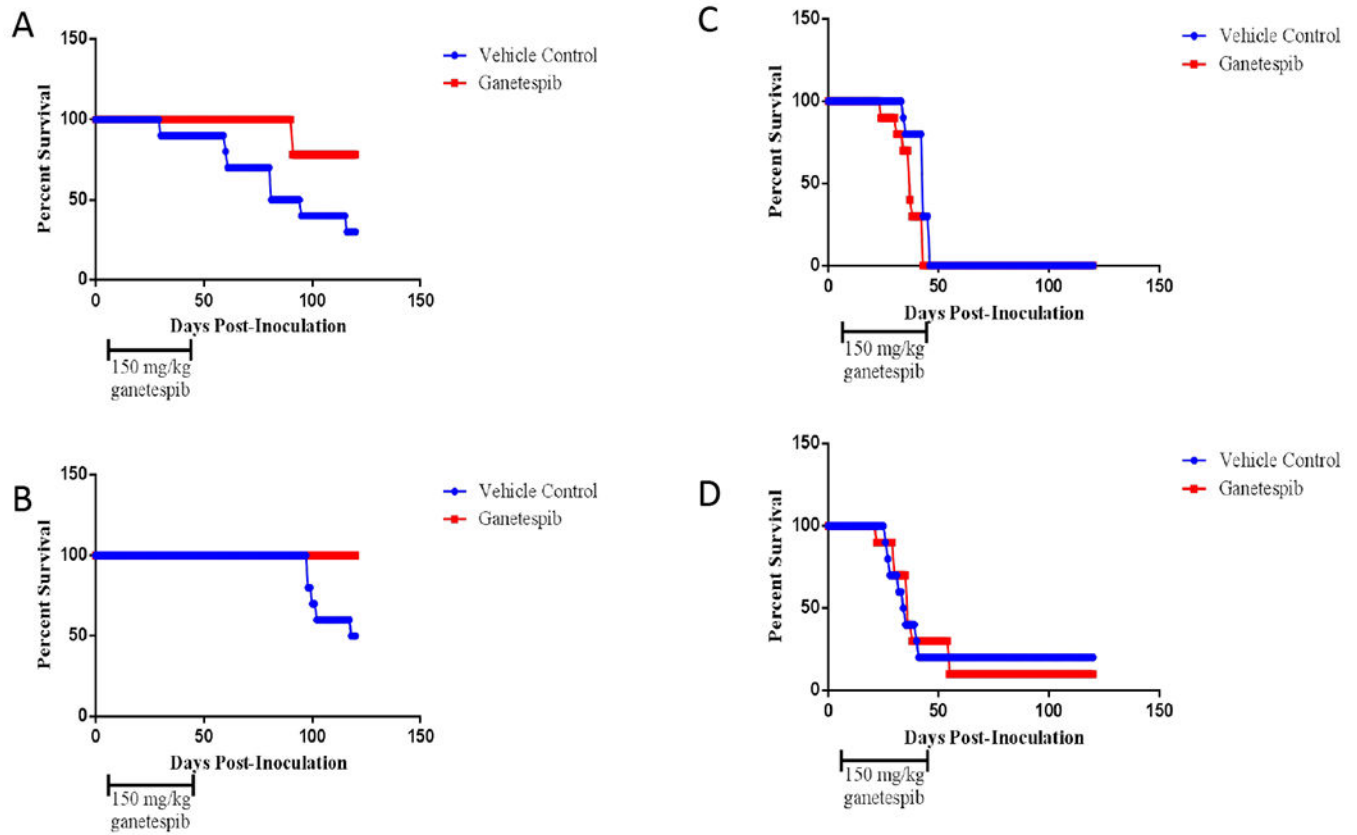 A
150
100
50
0
Percent Survival
0
50
100
150
Days Post-Inoculation
150 mg/kg
ganetespib
Vehicle Control
Ganetespib
B
150
100
50
0
Percent Survival
0
50
100
150
Days Post-Inoculation
150 mg/kg
ganetespib
Vehicle Control
Ganetespib
C
150
100
50
0
Percent Survival
0
50
100
150
Days Post-Inoculation
150 mg/kg
ganetespib
Vehicle Control
Ganetespib
D
150
100
50
0
Percent Survival
0
50
100
150
Days Post-Inoculation
150 mg/kg
ganetespib
Vehicle Control
Ganetespib